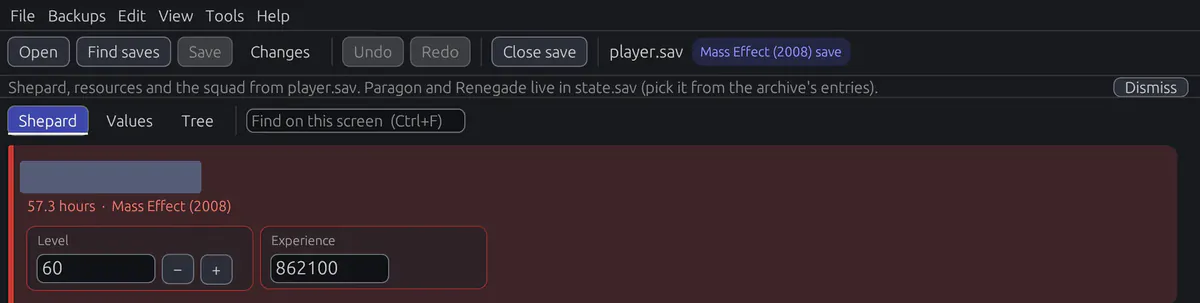 File Backups Edit View Tools Help
Open Find saves Save Changes Undo Redo Close save player.sav Mass Effect (2008) save
Shepard, resources and the squad from player.sav. Paragon and Renegade live in state.sav (pick it from the archive's entries). Dismiss
Shepard Values Tree Find on this screen (Ctrl+F)
57.3 hours · Mass Effect (2008)
Level Experience
60 − + 862100